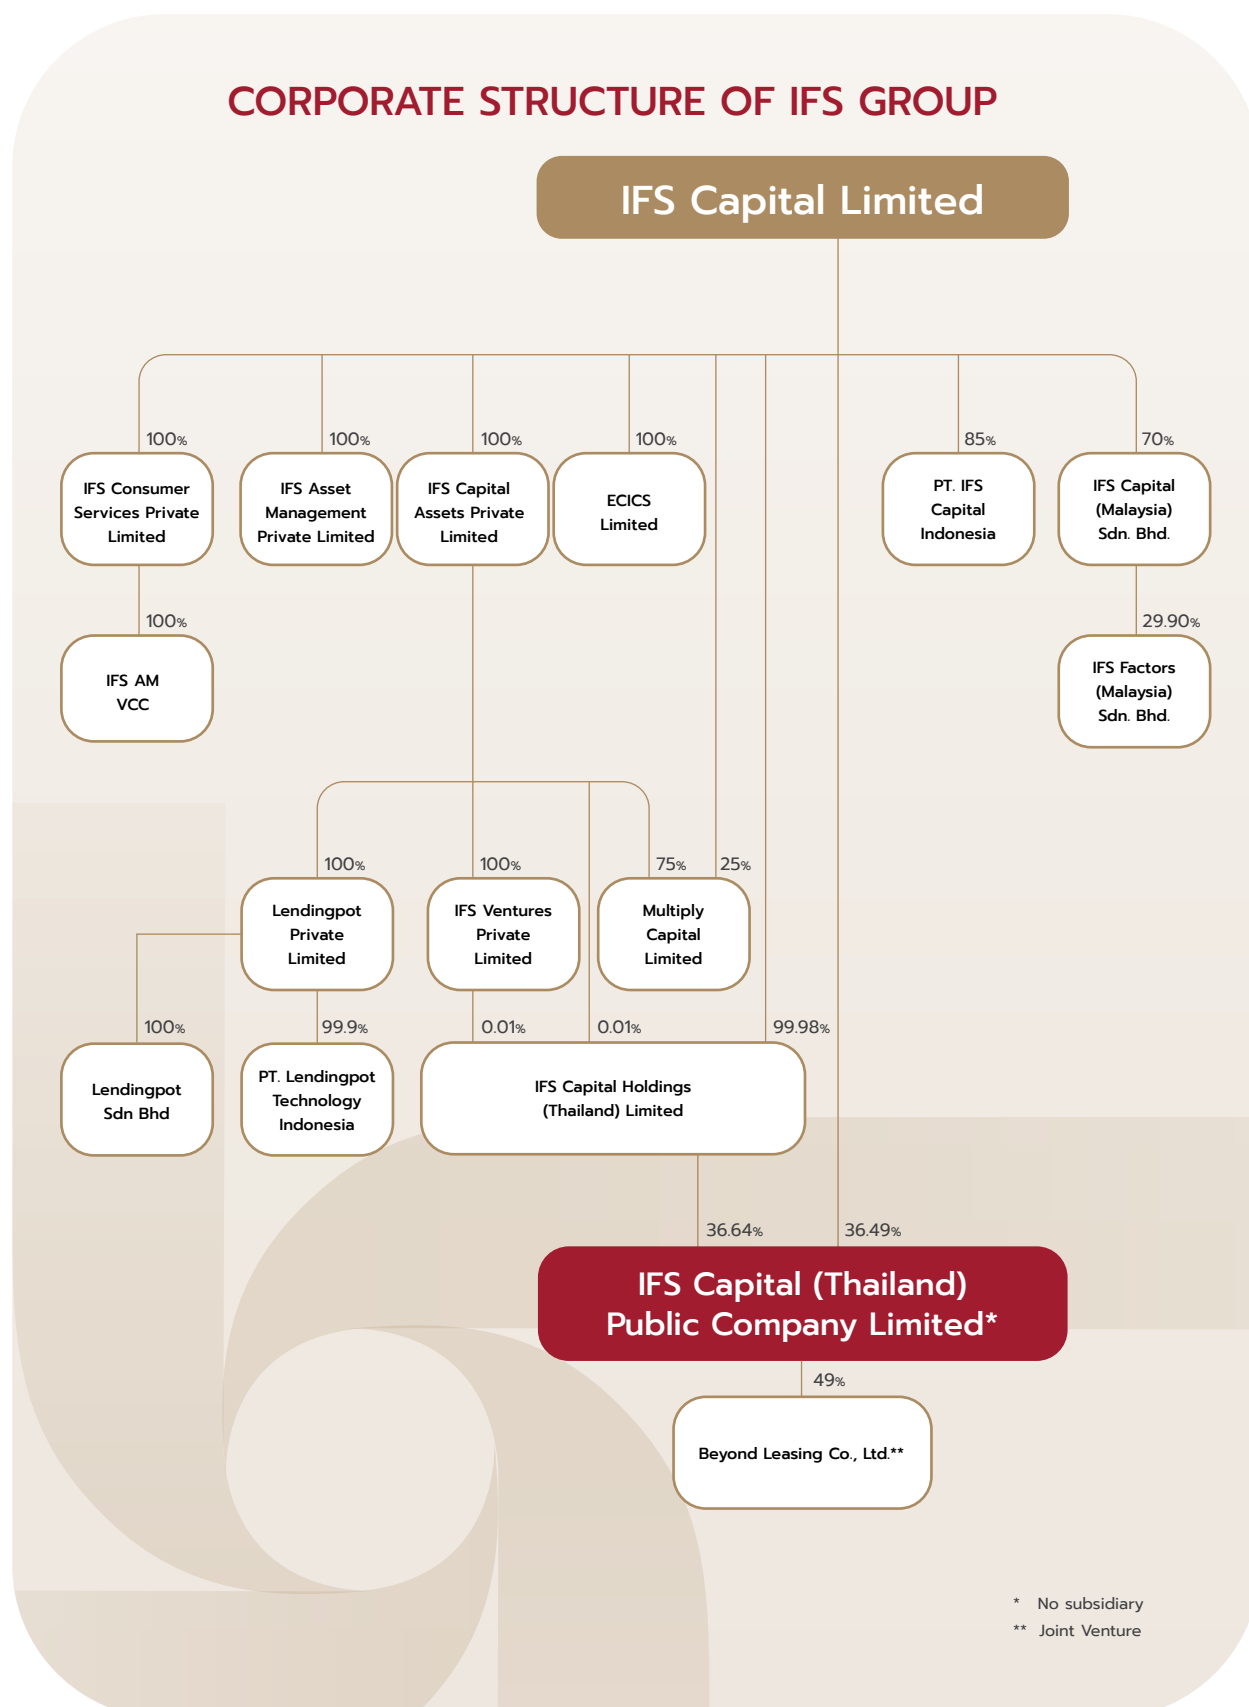 CORPORATE STRUCTURE OF IFS GROUP
IFS Capital Limited
100%
100%
100%
100%
85%
70%
IFS Consumer
Services Private
Limited
IFS Asset
Management
Private Limited
IFS Capital
Assets Private
Limited
ECICS
Limited
PT. IFS
Capital
Indonesia
IFS Capital
(Malaysia)
Sdn. Bhd.
100%
29.90%
IFS AM
VCC
IFS Factors
(Malaysia)
Sdn. Bhd.
100%
100%
75%
25%
Lendingpot
Private
Limited
IFS Ventures
Private
Limited
Multiply
Capital
Limited
100%
99.9%
0.01%
0.01%
99.98%
Lendingpot
Sdn Bhd
PT. Lendingpot
Technology
Indonesia
IFS Capital Holdings
(Thailand) Limited
36.64%
36.49%
IFS Capital (Thailand)
Public Company Limited*
49%
Beyond Leasing Co., Ltd.**
* No subsidiary
** Joint Venture